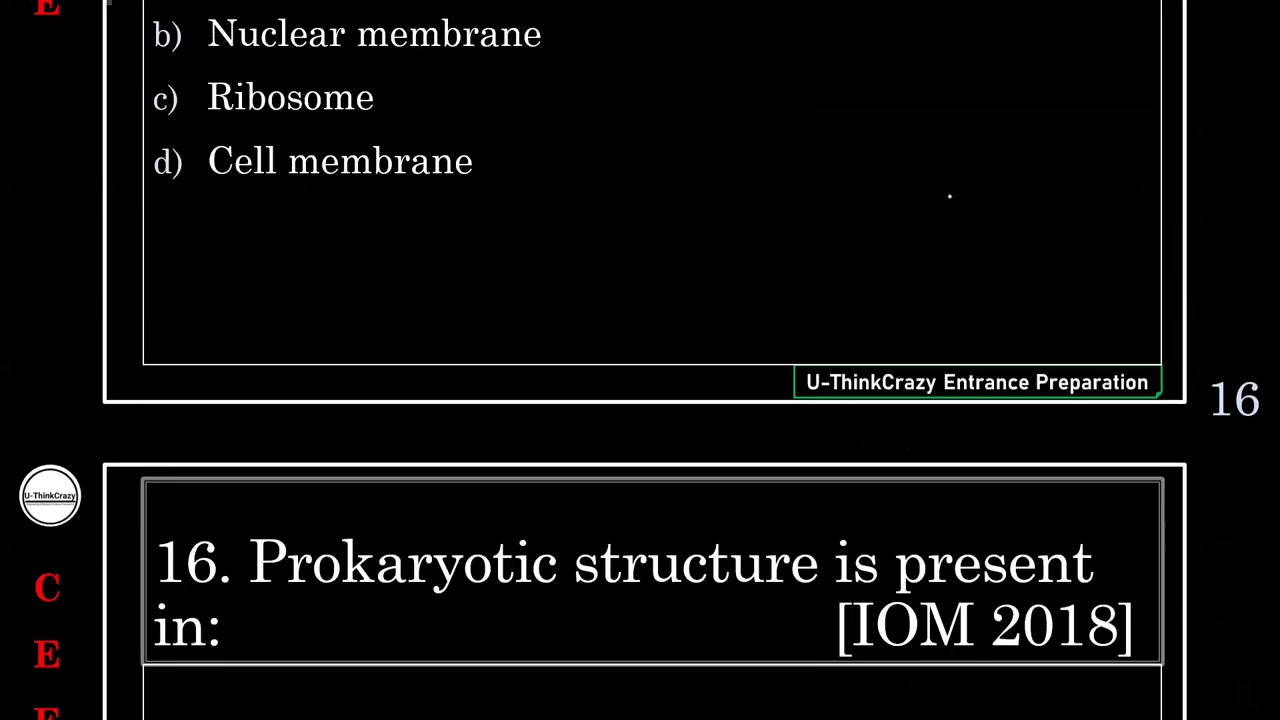 E
b) Nuclear membrane
c) Ribosome
d) Cell membrane
U-ThinkCrazy Entrance Preparation
16
U-ThinkCrazy
16. Prokaryotic structure is present
in: [IOM 2018]
C
E
E